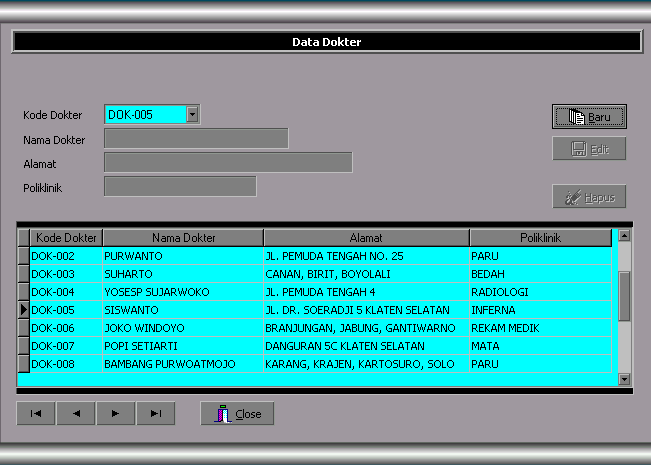 Data Dokter
Kode Dokter DOK-005 Baru
Nama Dokter
Alamat Edit
Poliklinik Hapus
Kode Dokter Nama Dokter Alamat Poliklinik
DOK-002 PURWANTO JL. PEMUDA TENGAH NO. 25 PARU
DOK-003 SUHARTO CANAN, BIRIT, BOYOLALI BEDAH
DOK-004 YOSESP SUJARWOKO JL. PEMUDA TENGAH 4 RADIOLOGI
DOK-005 SISWANTO JL. DR. SOERADJI 5 KLATEN SELATAN INFERNA
DOK-006 JOKO WINDOYO BRANJUNGAN, JABUNG, GANTIWARNO REKAM MEDIK
DOK-007 POPI SETIARTI DANGURAN 5C KLATEN SELATAN MATA
DOK-008 BAMBANG PURWOATMOJO KARANG, KRAJEN, KARTOSURO, SOLO PARU
Close